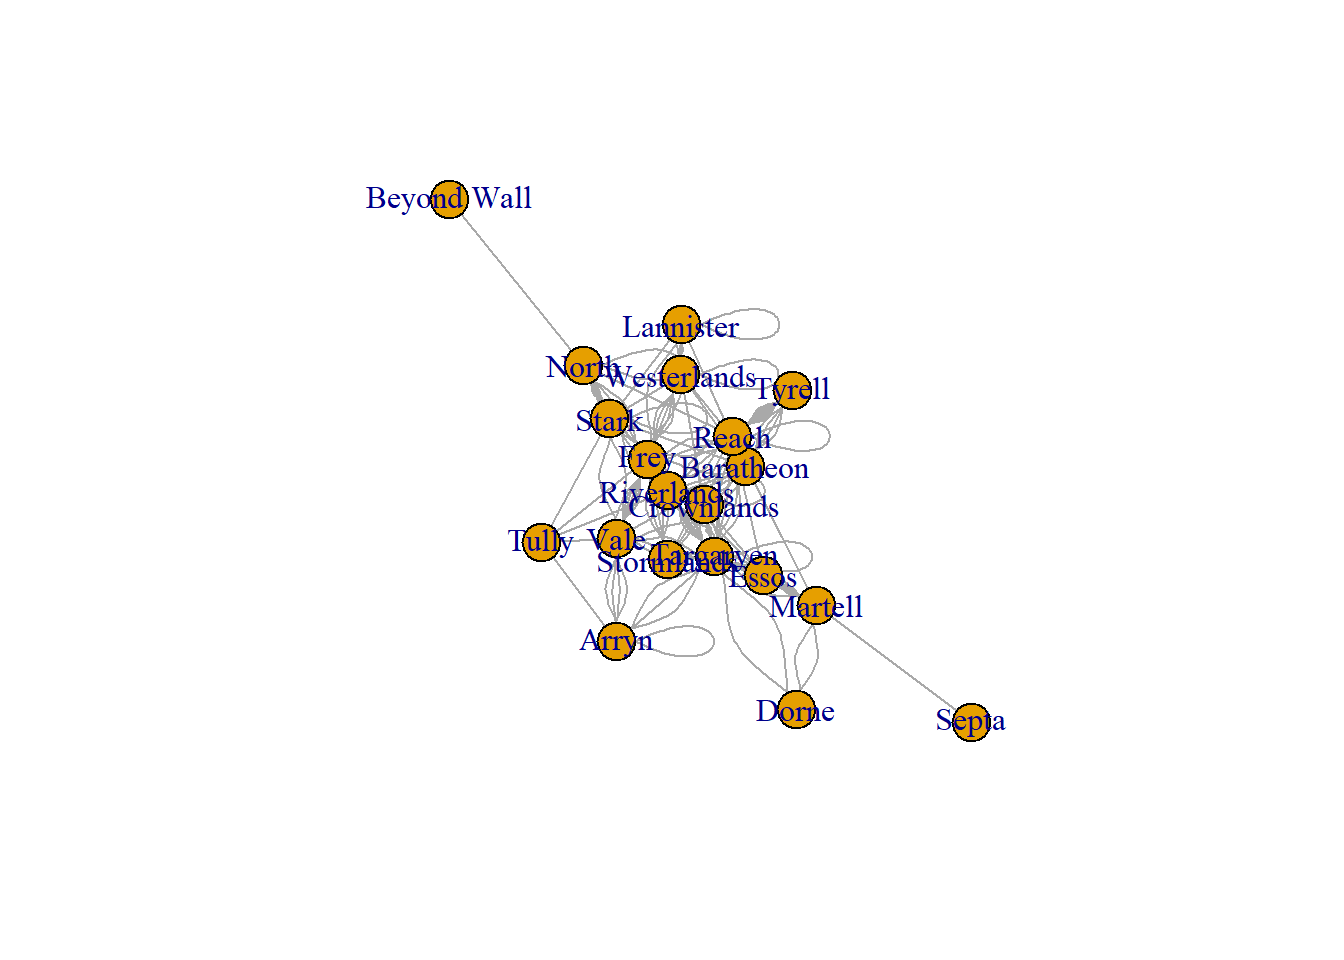 Beyond Wall
Lannister
North
Westerlands
Tyrell
Stark
Reach
Frey
Baratheon
Riverlands
Crownlands
Tully
Vale
Stormlands
Targaryen
Essos
Martell
Arryn
Dorne
Septa